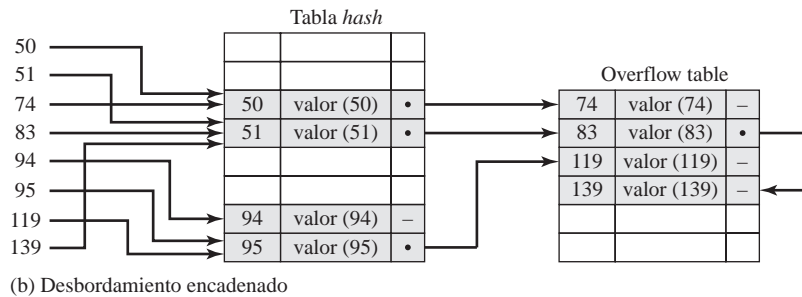 Tabla hash
50
51
74
83
94
95
119
139
50 valor (50) •
51 valor (51) •
94 valor (94) –
95 valor (95) •
Overflow table
74 valor (74) –
83 valor (83) •
119 valor (119) –
139 valor (139) –
(b) Desbordamiento encadenado